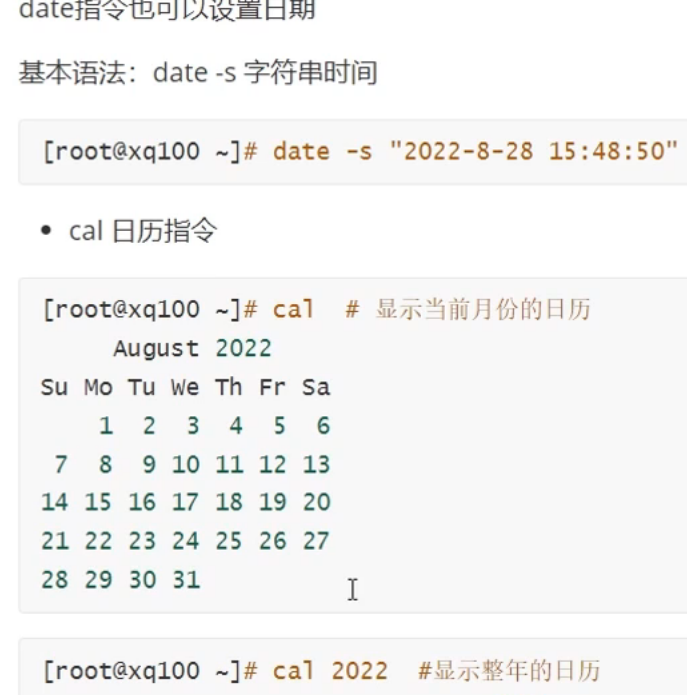 date指令也可以设置日期
基本语法：date -s 字符串时间
[root@xq100 ~]# date -s "2022-8-28 15:48:50"
• cal 日历指令
[root@xq100 ~]# cal  # 显示当前月份的日历
     August 2022
Su Mo Tu We Th Fr Sa
    1  2  3  4  5  6
 7  8  9 10 11 12 13
14 15 16 17 18 19 20
21 22 23 24 25 26 27
28 29 30 31
[root@xq100 ~]# cal 2022  #显示整年的日历